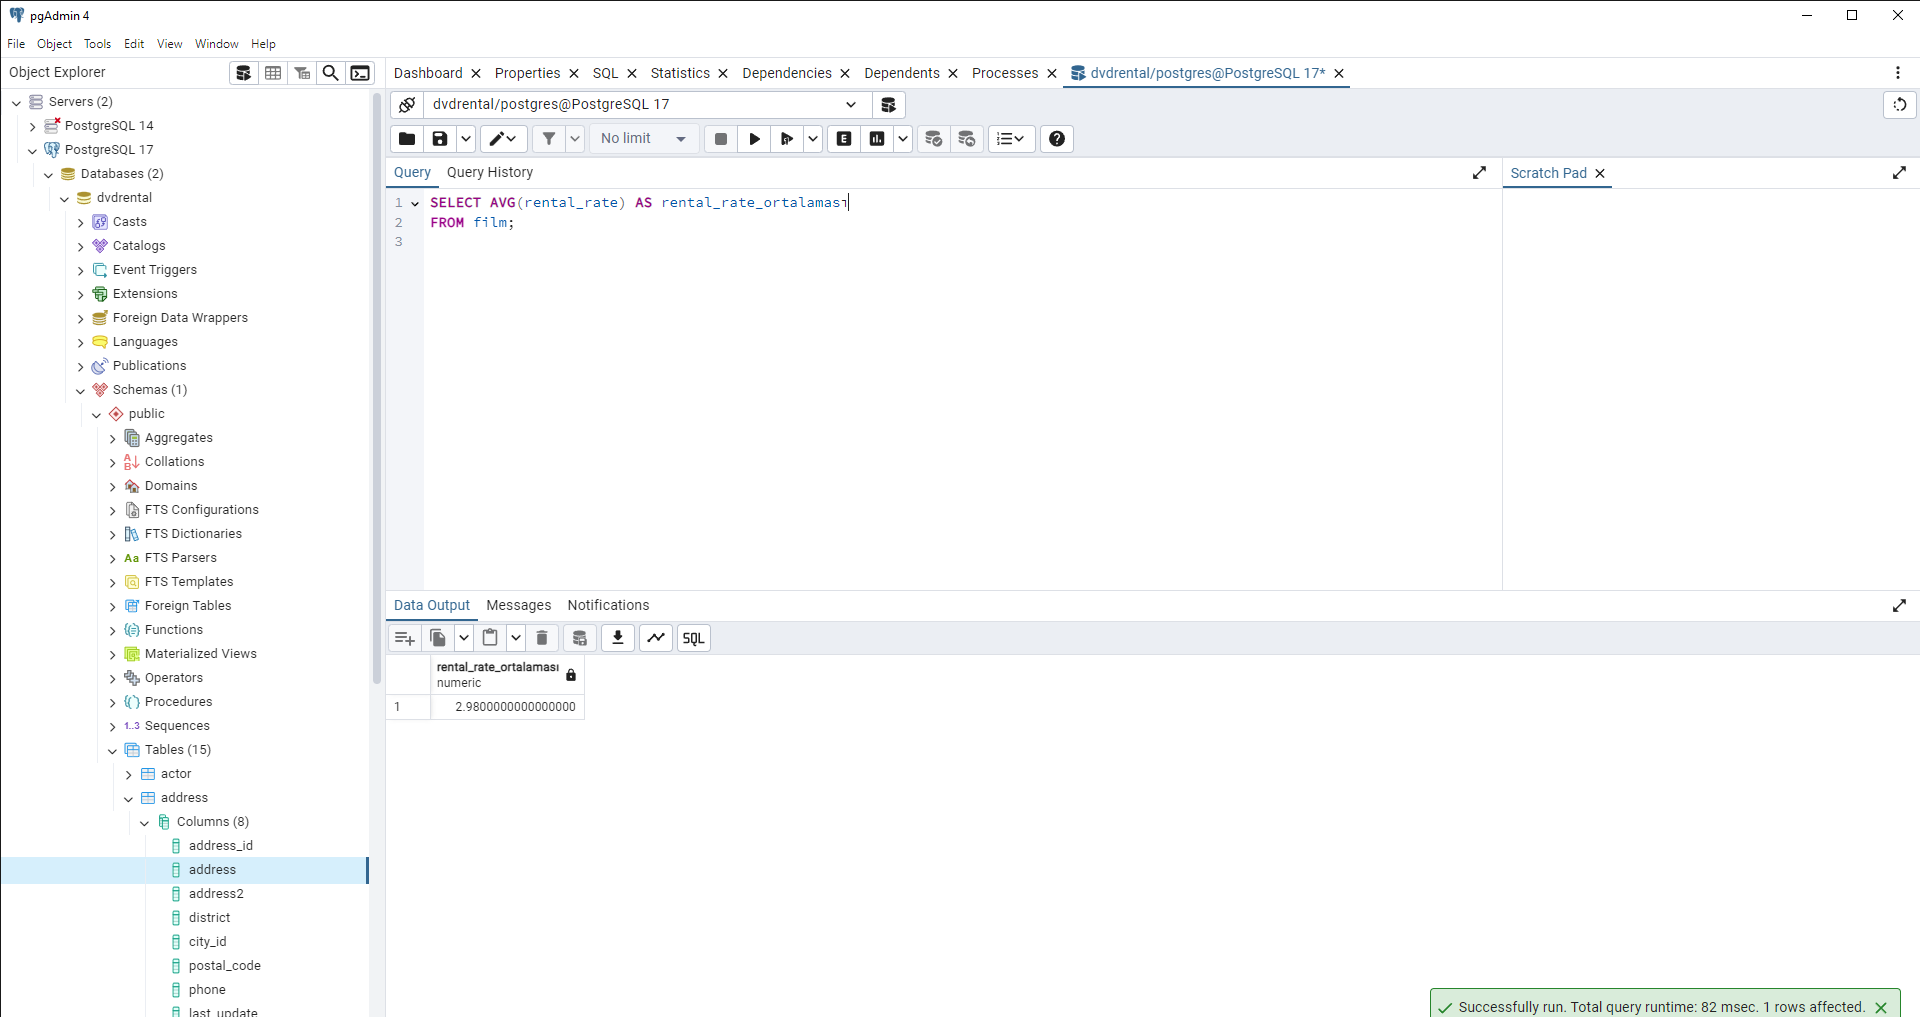 pgAdmin 4
File Object Tools Edit View Window Help
Object Explorer
Servers (2)
PostgreSQL 14
PostgreSQL 17
Databases (2)
dvdrental
Casts
Catalogs
Event Triggers
Extensions
Foreign Data Wrappers
Languages
Publications
Schemas (1)
public
Aggregates
Collations
Domains
FTS Configurations
FTS Dictionaries
Aa FTS Parsers
FTS Templates
Foreign Tables
Functions
Materialized Views
Operators
Procedures
1..3 Sequences
Tables (15)
actor
address
Columns (8)
address_id
address
address2
district
city_id
postal_code
phone
last_update
Dashboard Properties SQL Statistics Dependencies Dependents Processes dvdrental/postgres@PostgreSQL 17*
dvdrental/postgres@PostgreSQL 17
No limit E
Query Query History
1 SELECT AVG(rental_rate) AS rental_rate_ortalaması
2 FROM film;
3
Scratch Pad
Data Output Messages Notifications
SQL
rental_rate_ortalaması
numeric
1 2.9800000000000000
Successfully run. Total query runtime: 82 msec. 1 rows affected.